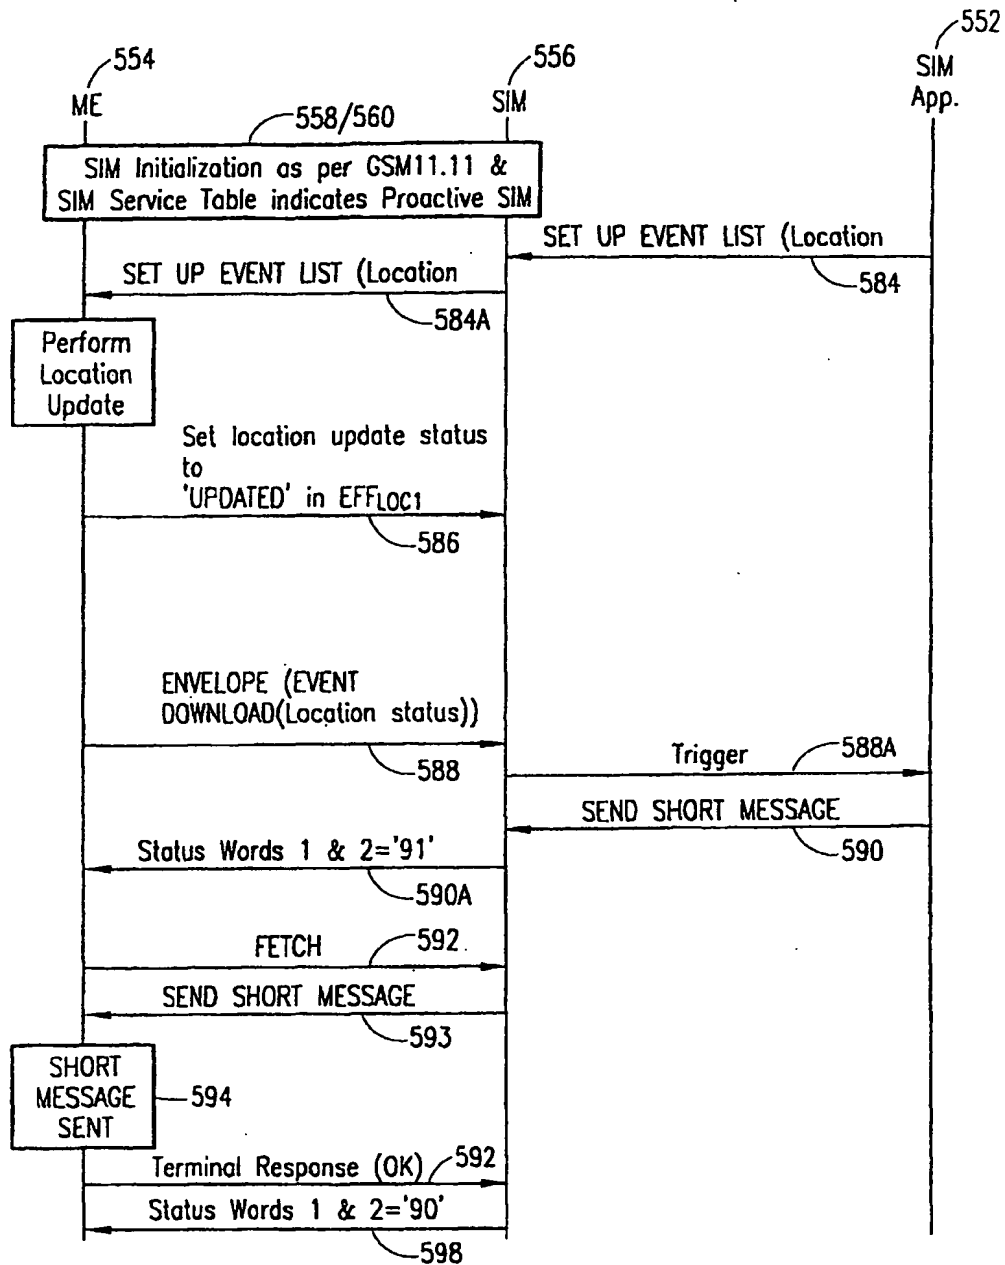 552
SIM
App.
554
ME
556
SIM
558/560
SIM Initialization as per GSM11.11 &
SIM Service Table indicates Proactive SIM
SET UP EVENT LIST (Location
584
SET UP EVENT LIST (Location
584A
Perform
Location
Update
Set location update status
to
'UPDATED' in EFFLOC1
586
ENVELOPE (EVENT
DOWNLOAD(Location status))
588
Trigger
588A
SEND SHORT MESSAGE
590
Status Words 1 & 2='91'
590A
FETCH
592
SEND SHORT MESSAGE
593
SHORT
MESSAGE
SENT
594
Terminal Response (OK)
592
Status Words 1 & 2='90'
598